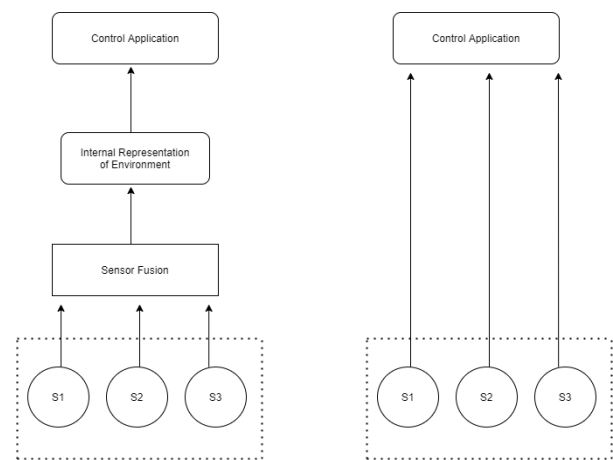 Control Application
Control Application
Internal Representation
of Environment
Sensor Fusion
S1
S2
S3
S1
S2
S3